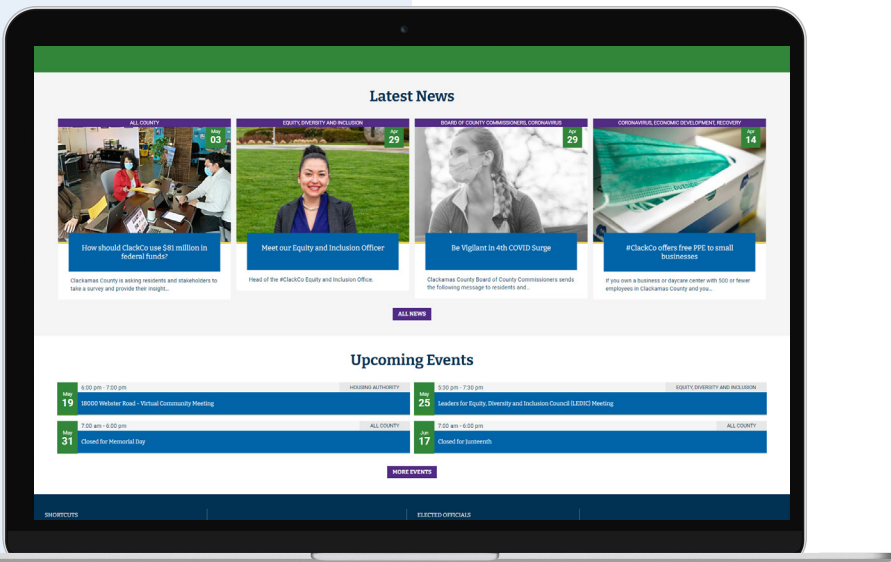 Latest News
ALL COUNTY
May
03
How should ClackCo use $81 million in
federal funds?
Clackamas County is asking residents and stakeholders to
take a survey and provide their insight...
EQUITY, DIVERSITY AND INCLUSION
Apr
29
Meet our Equity and Inclusion Officer
Head of the #ClackCo Equity and Inclusion Office.
BOARD OF COUNTY COMMISSIONERS, CORONAVIRUS
Apr
29
Be Vigilant in 4th COVID Surge
Clackamas County Board of County Commissioners sends
the following message to residents and...
CORONAVIRUS, ECONOMIC DEVELOPMENT, RECOVERY
Apr
14
#ClackCo offers free PPE to small
businesses
If you own a business or daycare center with 500 or fewer
employees in Clackamas County and you...
ALL NEWS
Upcoming Events
May
19
6:00 pm - 7:00 pm
HOUSING AUTHORITY
18000 Webster Road - Virtual Community Meeting
May
25
5:30 pm - 7:30 pm
EQUITY, DIVERSITY AND INCLUSION
Leaders for Equity, Diversity and Inclusion Council (LEDIC) Meeting
May
31
7:00 am - 6:00 pm
ALL COUNTY
Closed for Memorial Day
Jun
17
7:00 am - 6:00 pm
ALL COUNTY
Closed for Junteenth
MORE EVENTS
SHORTCUTS
ELECTED OFFICIALS